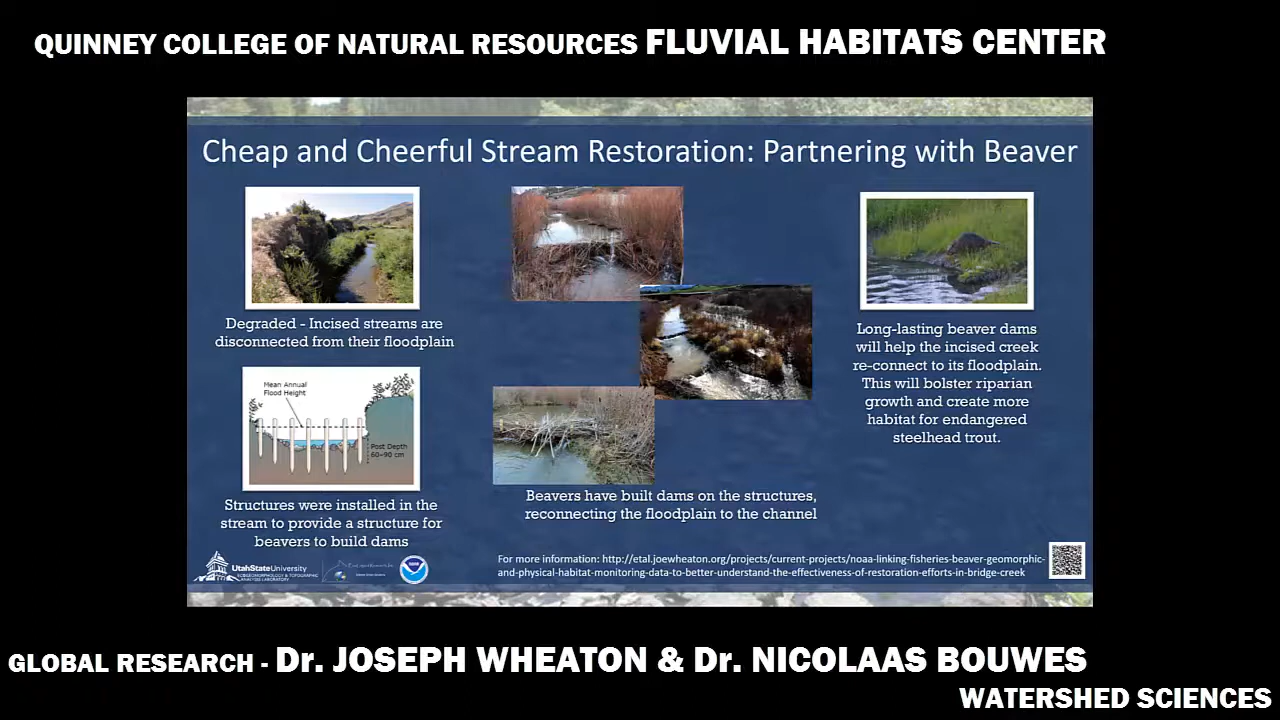 QUINNEY COLLEGE OF NATURAL RESOURCES FLUVIAL HABITATS CENTER
Cheap and Cheerful Stream Restoration: Partnering with Beaver
Degraded - Incised streams are
disconnected from their floodplain
Mean Annual
Flood Height
Post Depth
60-90 cm
Structures were installed in the
stream to provide a structure for
beavers to build dams
Beavers have built dams on the structures,
reconnecting the floodplain to the channel
Long-lasting beaver dams
will help the incised creek
re-connect to its floodplain.
This will bolster riparian
growth and create more
habitat for endangered
steelhead trout.
UtahStateUniversity
ECOGEOMORPHOLOGY & TOPOGRAPHIC
ANALYSIS LABORATORY
NOAA
For more information: http://etal.joewheaton.org/projects/current-projects/noaa-linking-fisheries-beaver-geomorphic-
and-physical-habitat-monitoring-data-to-better-understand-the-effectiveness-of-restoration-efforts-in-bridge-creek
GLOBAL RESEARCH - Dr. JOSEPH WHEATON & Dr. NICOLAAS BOUWES
WATERSHED SCIENCES